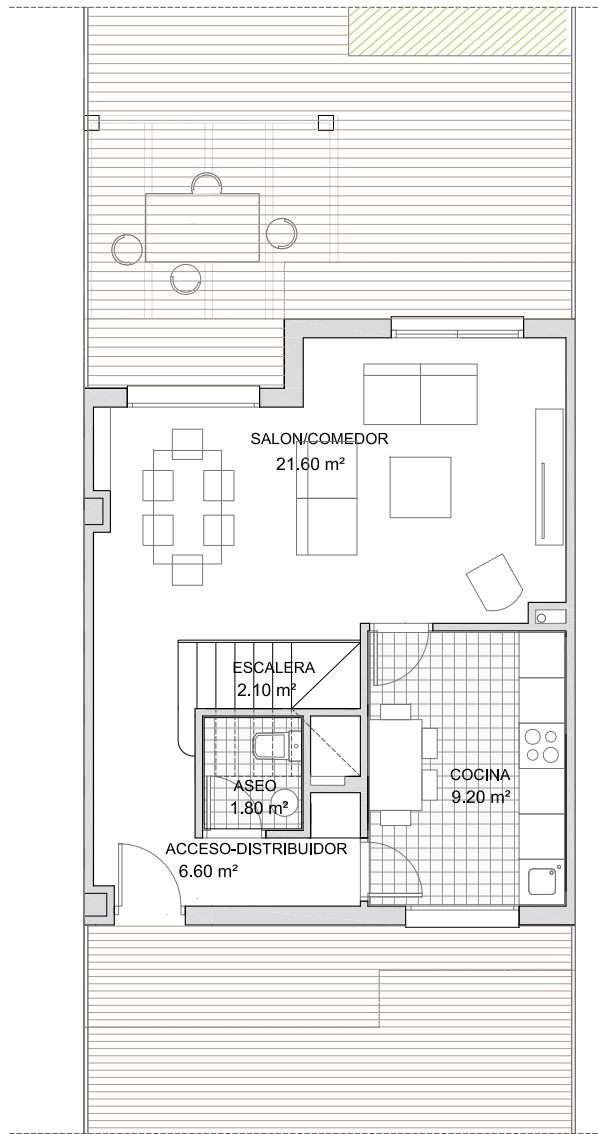 SALON/COMEDOR
21.60 m²
ESCALERA
2.10 m²
ASEO
1.80 m²
COCINA
9.20 m²
ACCESO-DISTRIBUIDOR
6.60 m²